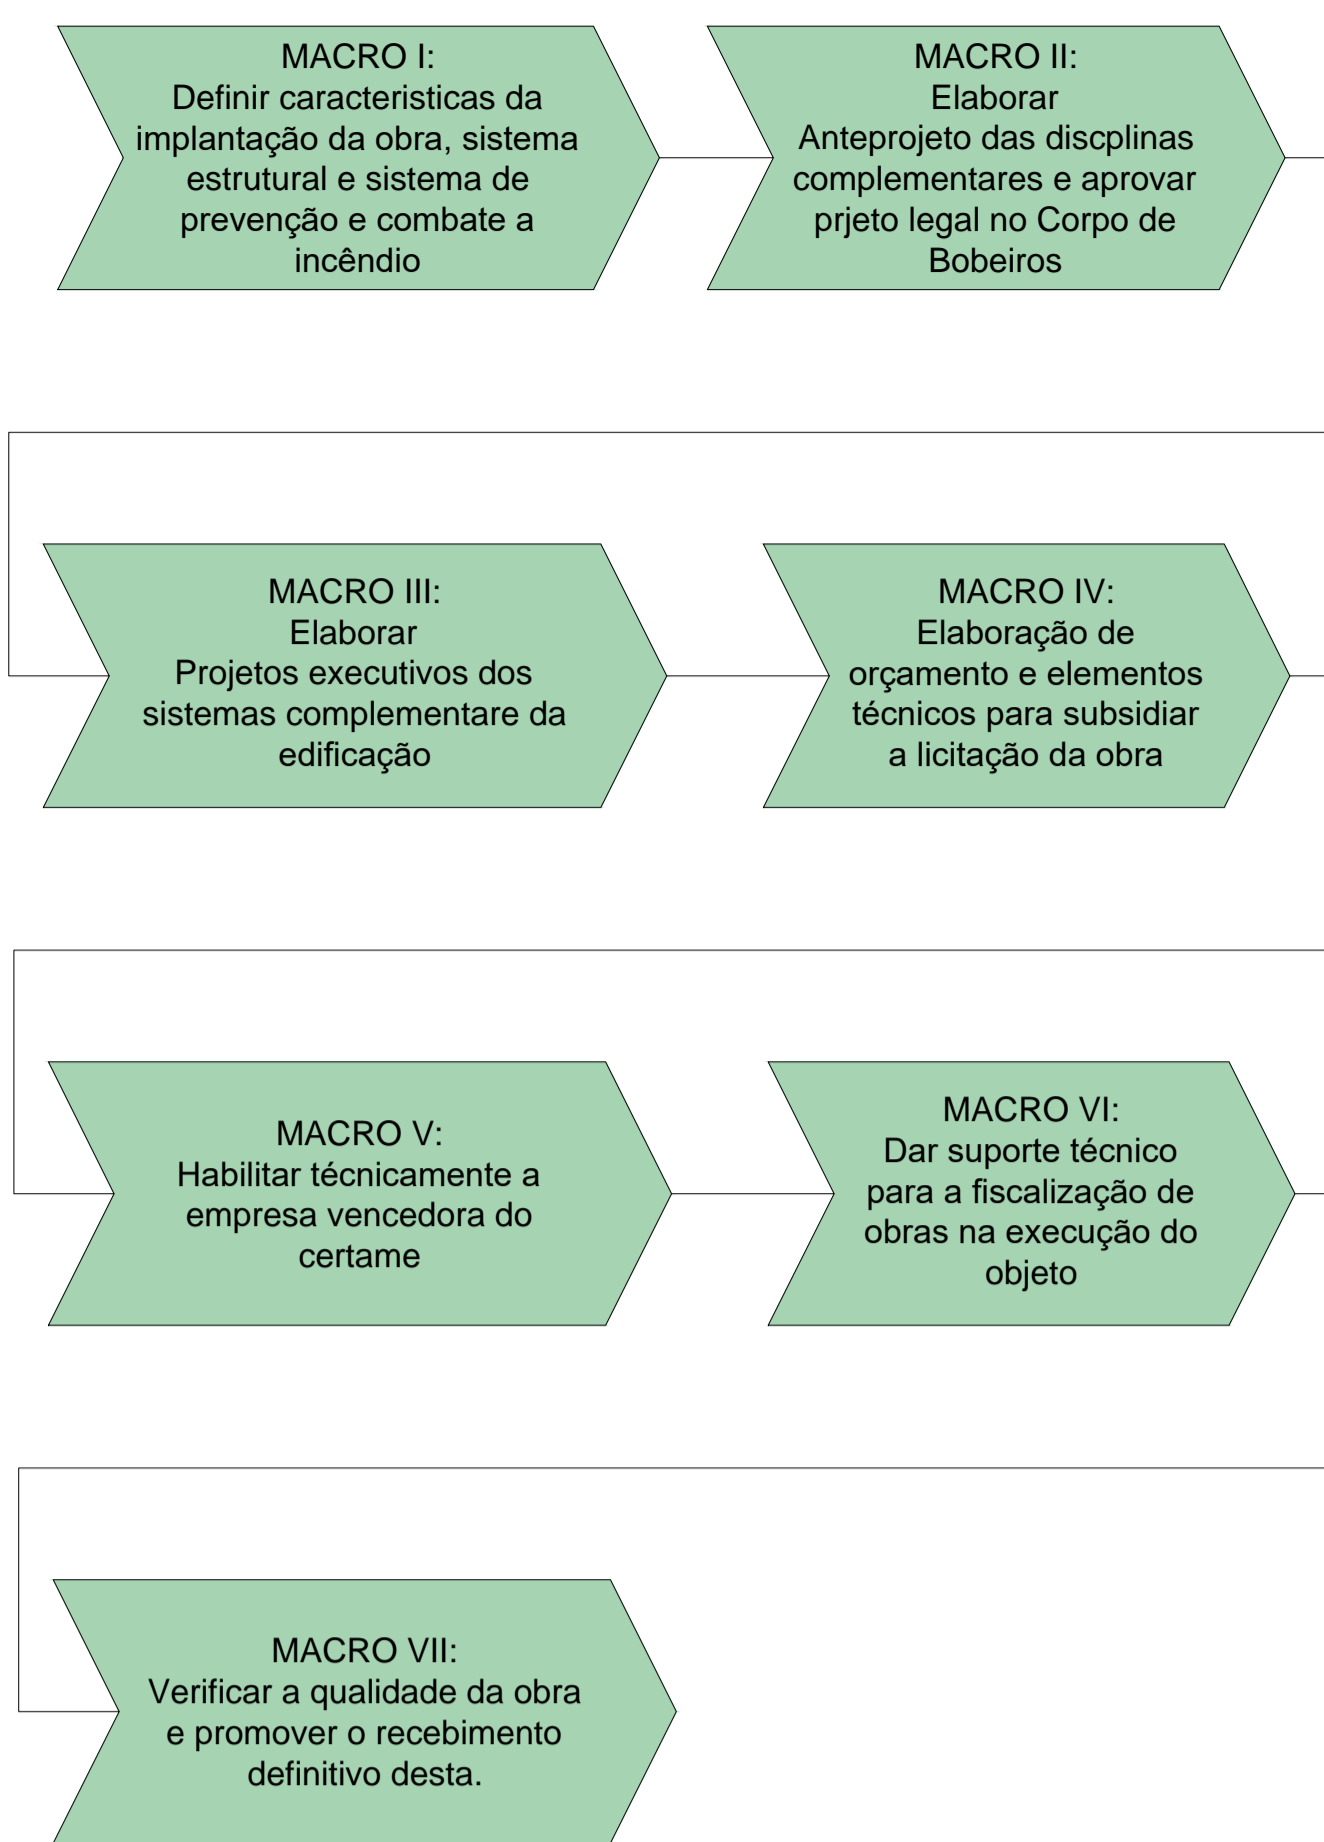 MACRO I:
Definir caracteristicas da
implantação da obra, sistema
estrutural e sistema de
prevenção e combate a
incêndio
MACRO II:
Elaborar
Anteprojeto das discplinas
complementares e aprovar
prjeto legal no Corpo de
Bobeiros
MACRO III:
Elaborar
Projetos executivos dos
sistemas complementare da
edificação
MACRO IV:
Elaboração de
orçamento e elementos
técnicos para subsidiar
a licitação da obra
MACRO V:
Habilitar técnicamente a
empresa vencedora do
certame
MACRO VI:
Dar suporte técnico
para a fiscalização de
obras na execução do
objeto
MACRO VII:
Verificar a qualidade da obra
e promover o recebimento
definitivo desta.